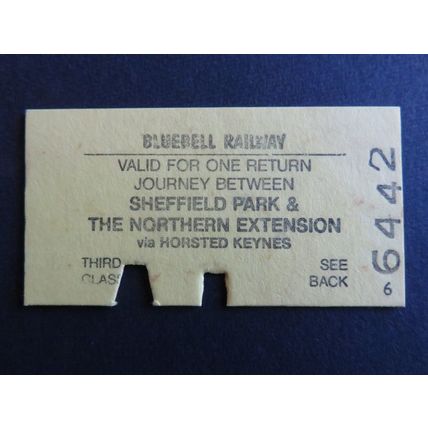 BLUEBELL RAILWAY
VALID FOR ONE RETURN
JOURNEY BETWEEN
SHEFFIELD PARK &
THE NORTHERN EXTENSION
via HORSTED KEYNES
THIRD SEE
CLASS BACK
6442
6